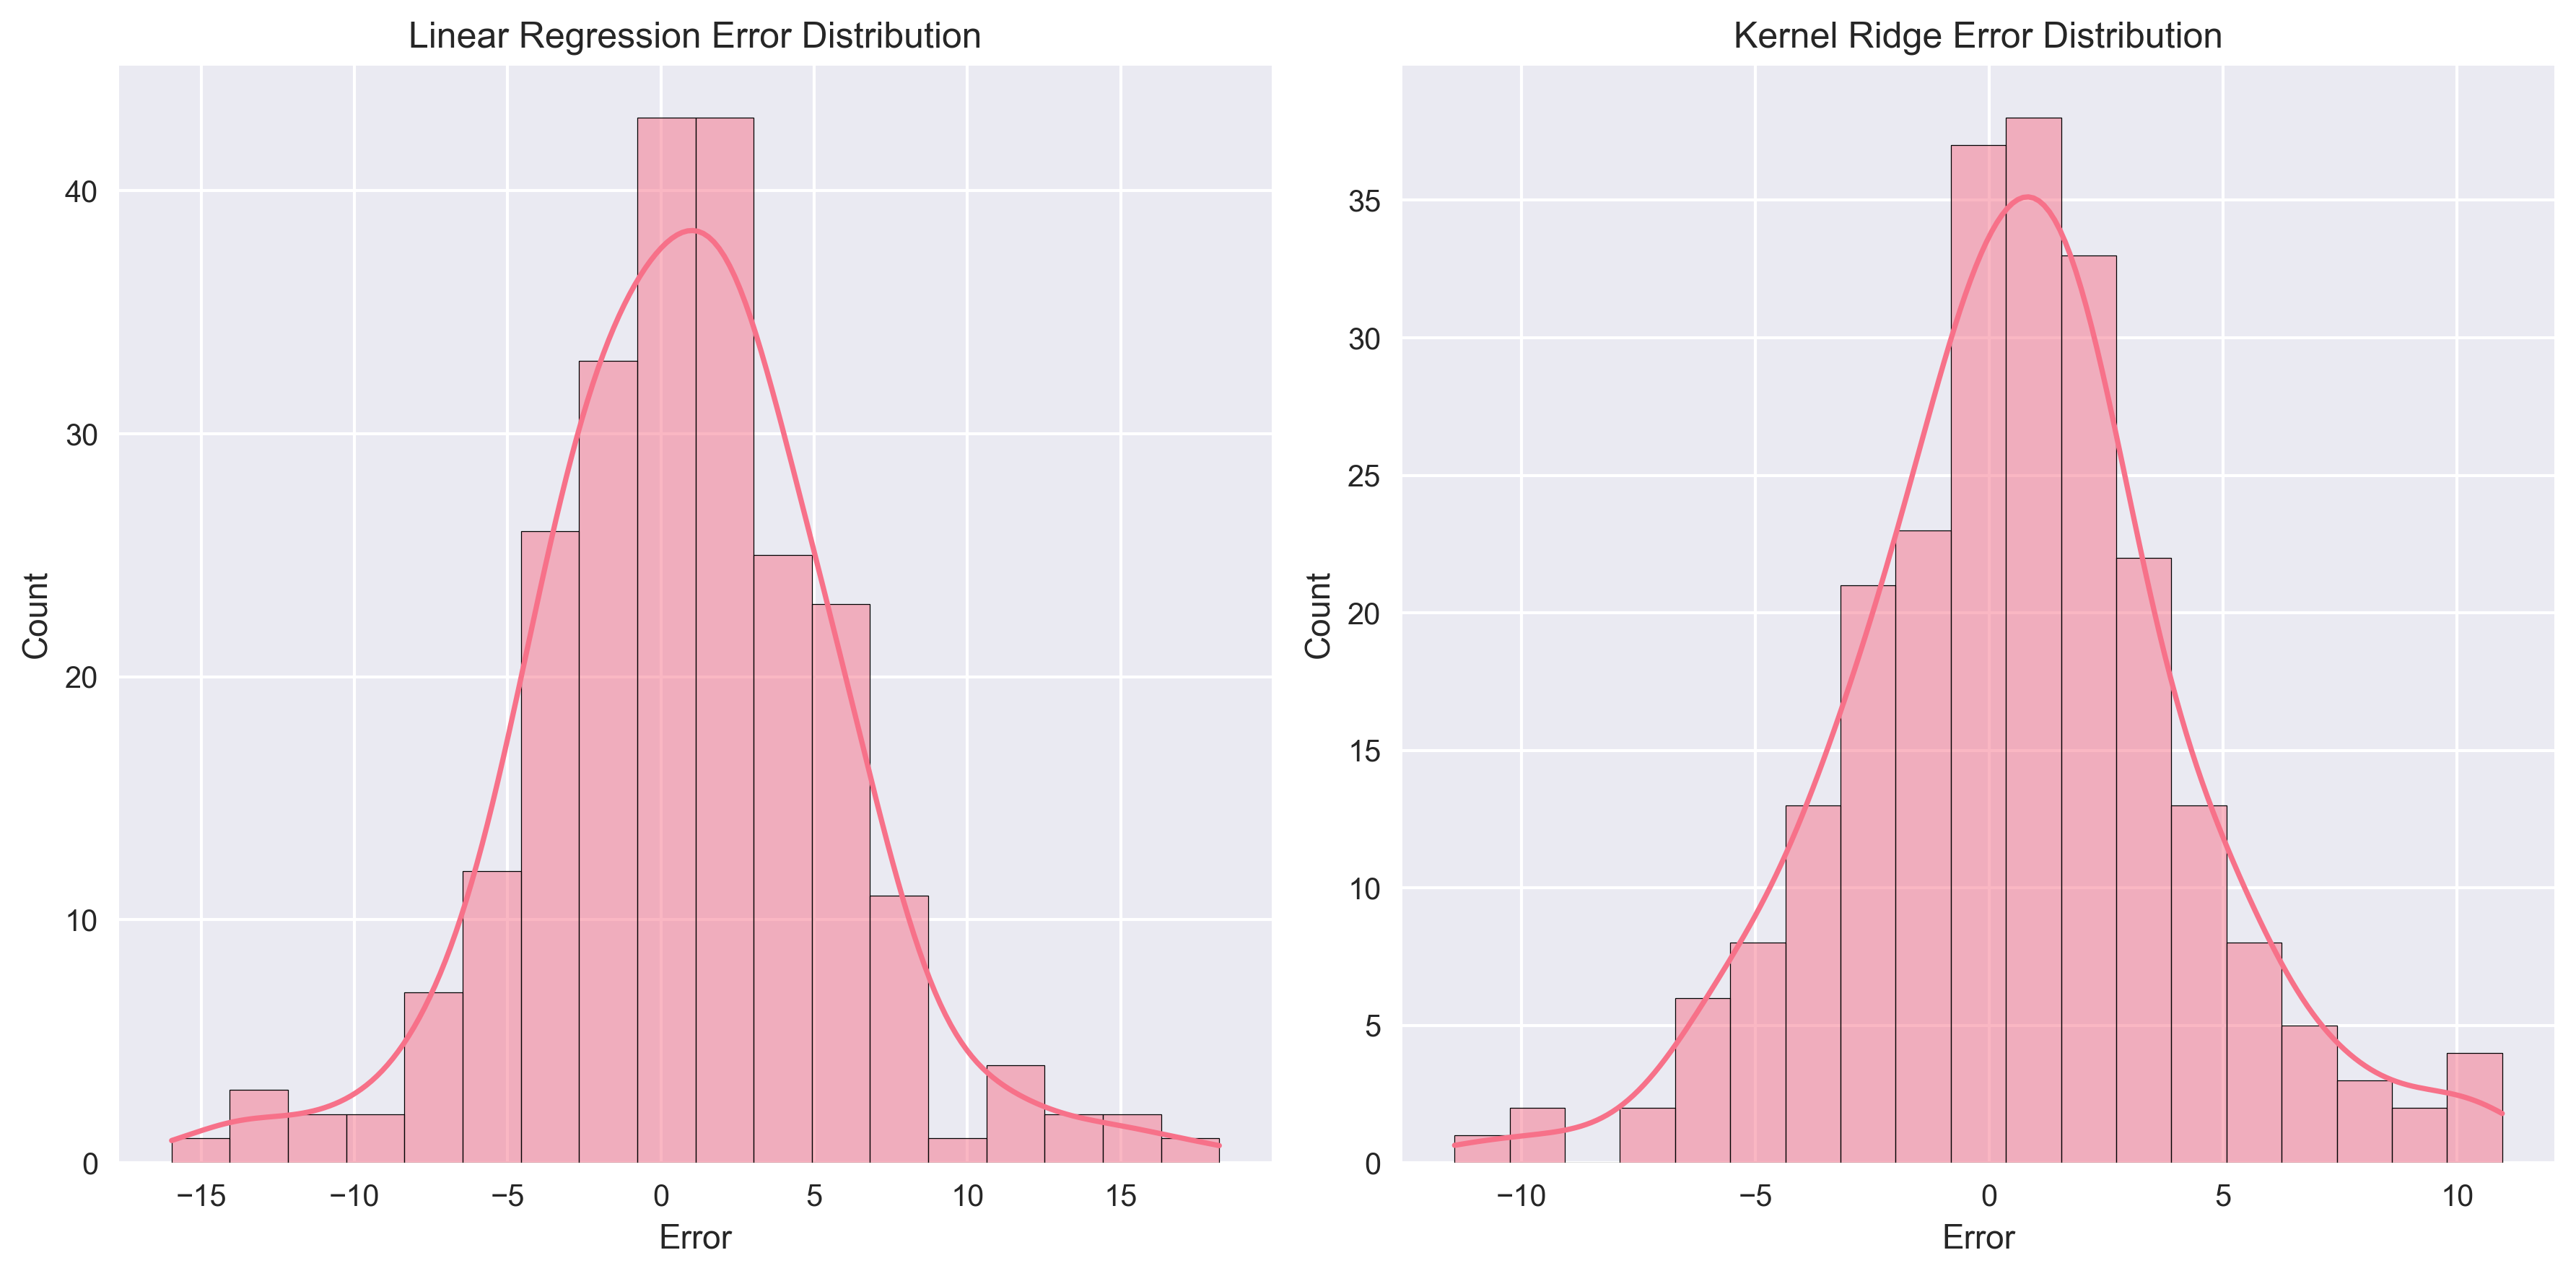 Linear Regression Error Distribution
Count
40
30
20
10
0
−15 −10 −5 0 5 10 15
Error
Kernel Ridge Error Distribution
Count
35
30
25
20
15
10
5
0
−10 −5 0 5 10
Error